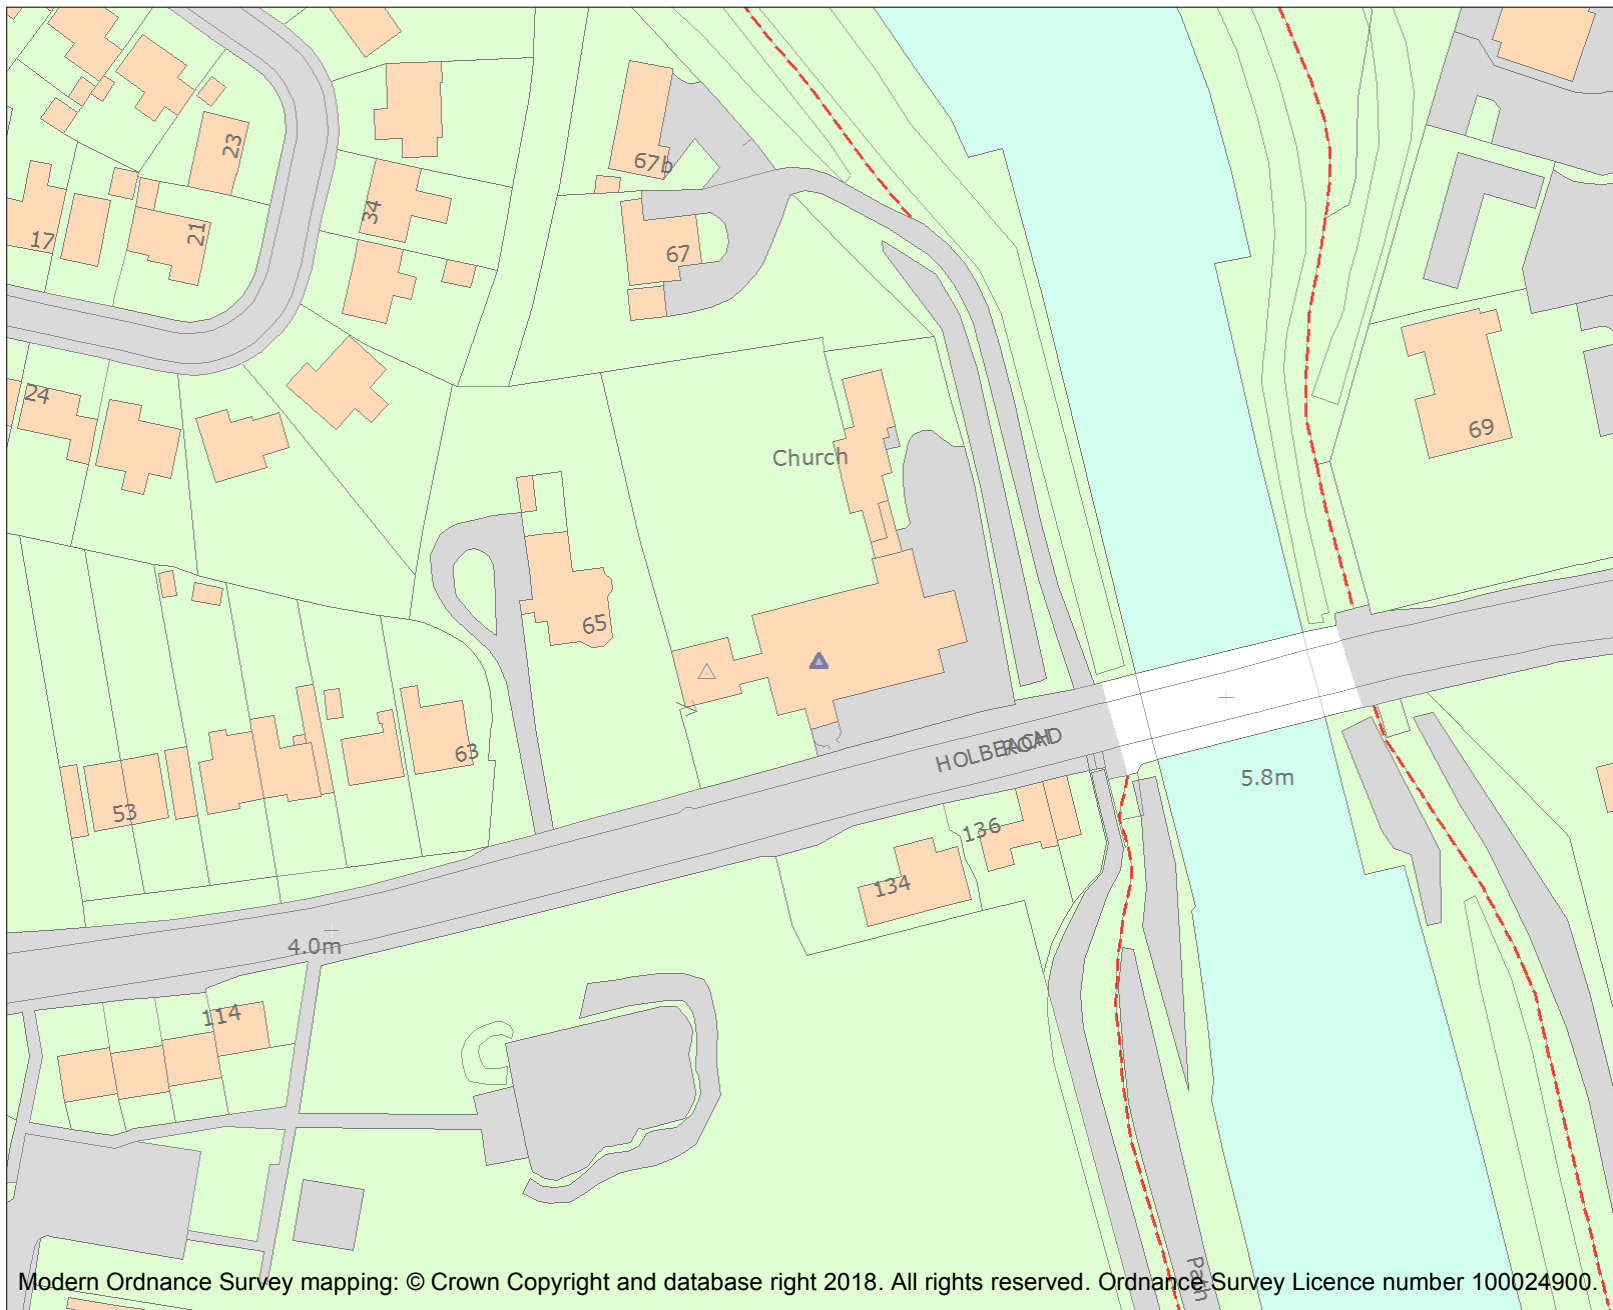 23
67b
34
17
21
67
24
69
Church
65
63
HOLBEACH ROAD
5.8m
53
136
134
4.0m
114
Path
Modern Ordnance Survey mapping: © Crown Copyright and database right 2018. All rights reserved. Ordnance Survey Licence number 100024900.